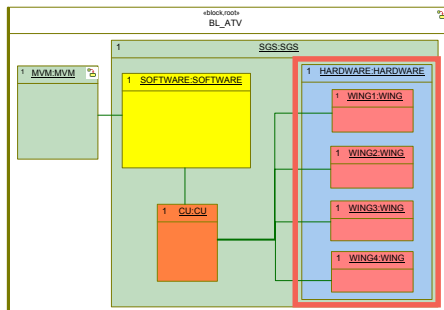 «block,root»
BL_ATV
1 SGS:SGS
1 MVM:MVM
1 SOFTWARE:SOFTWARE
1 HARDWARE:HARDWARE
1 WING1:WING
1 WING2:WING
1 CU:CU
1 WING3:WING
1 WING4:WING